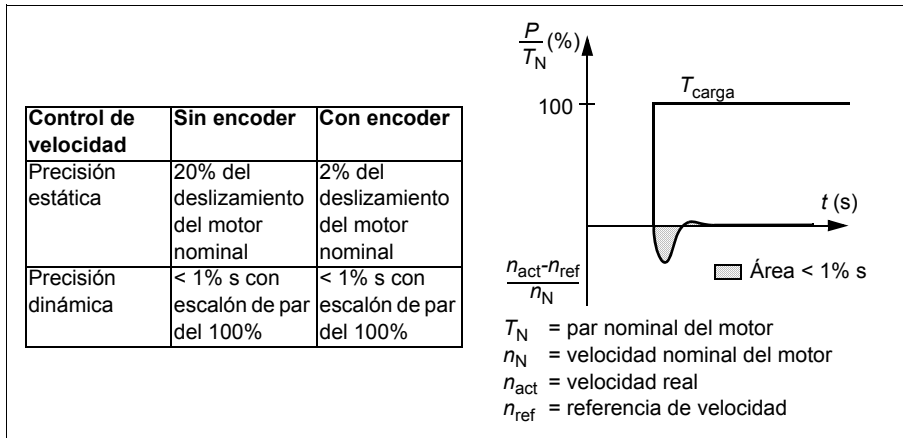 Control de velocidad
Sin encoder
Con encoder
Precisión estática
20% del deslizamiento del motor nominal
2% del deslizamiento del motor nominal
Precisión dinámica
< 1% s con escalón de par del 100%
< 1% s con escalón de par del 100%
P
T_N (%)
T_carga
100
t (s)
n_act-n_ref
n_N
Área < 1% s
T_N = par nominal del motor
n_N = velocidad nominal del motor
n_act = velocidad real
n_ref = referencia de velocidad